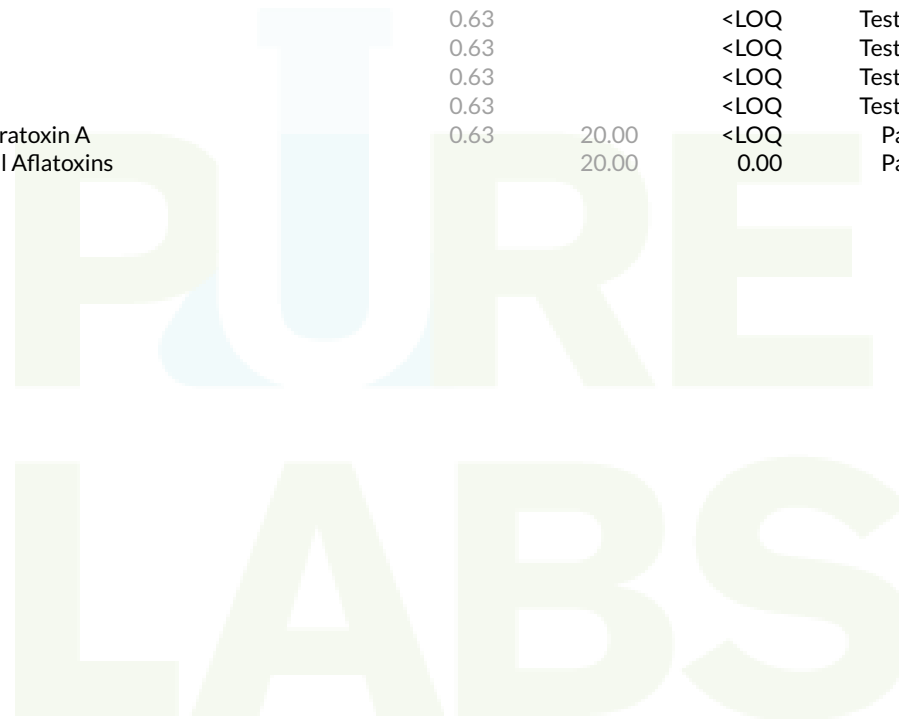 0.63 <LOQ Test
0.63 <LOQ Test
0.63 <LOQ Test
0.63 <LOQ Test
ratoxin A 0.63 20.00 <LOQ Pa
l Aflatoxins 20.00 0.00 Pa
PURE
LABS